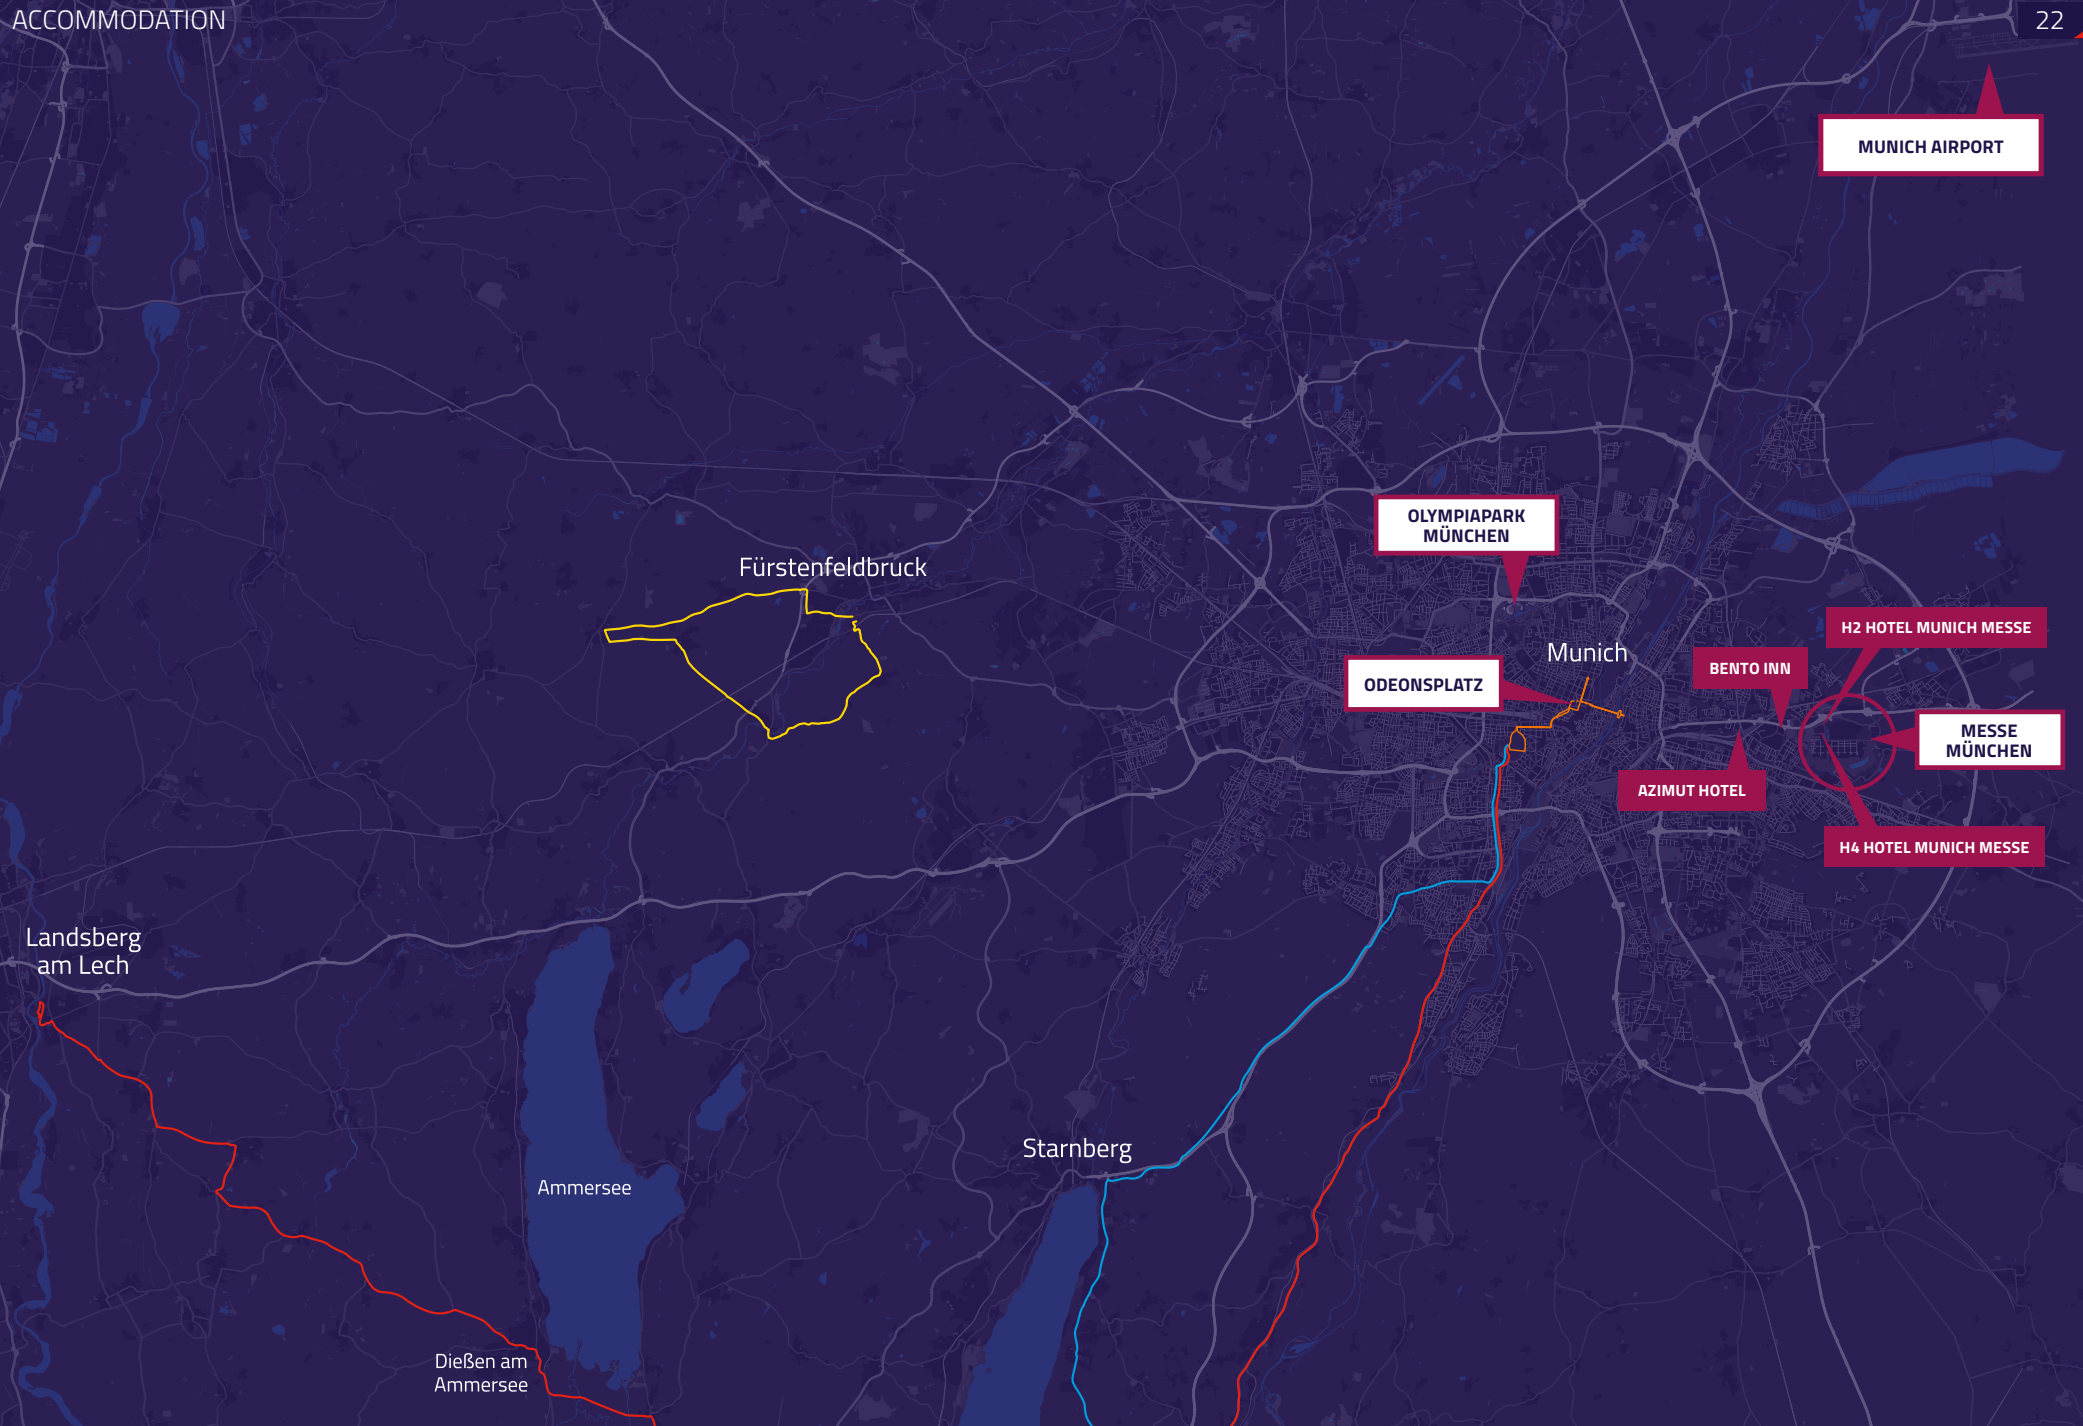 ACCOMMODATION
22
MUNICH AIRPORT
OLYMPIAPARK
MÜNCHEN
Fürstenfeldbruck
H2 HOTEL MUNICH MESSE
Munich
BENTO INN
ODEONSPLATZ
MESSE
MÜNCHEN
AZIMUT HOTEL
H4 HOTEL MUNICH MESSE
Landsberg
am Lech
Starnberg
Ammersee
Dießen am
Ammersee